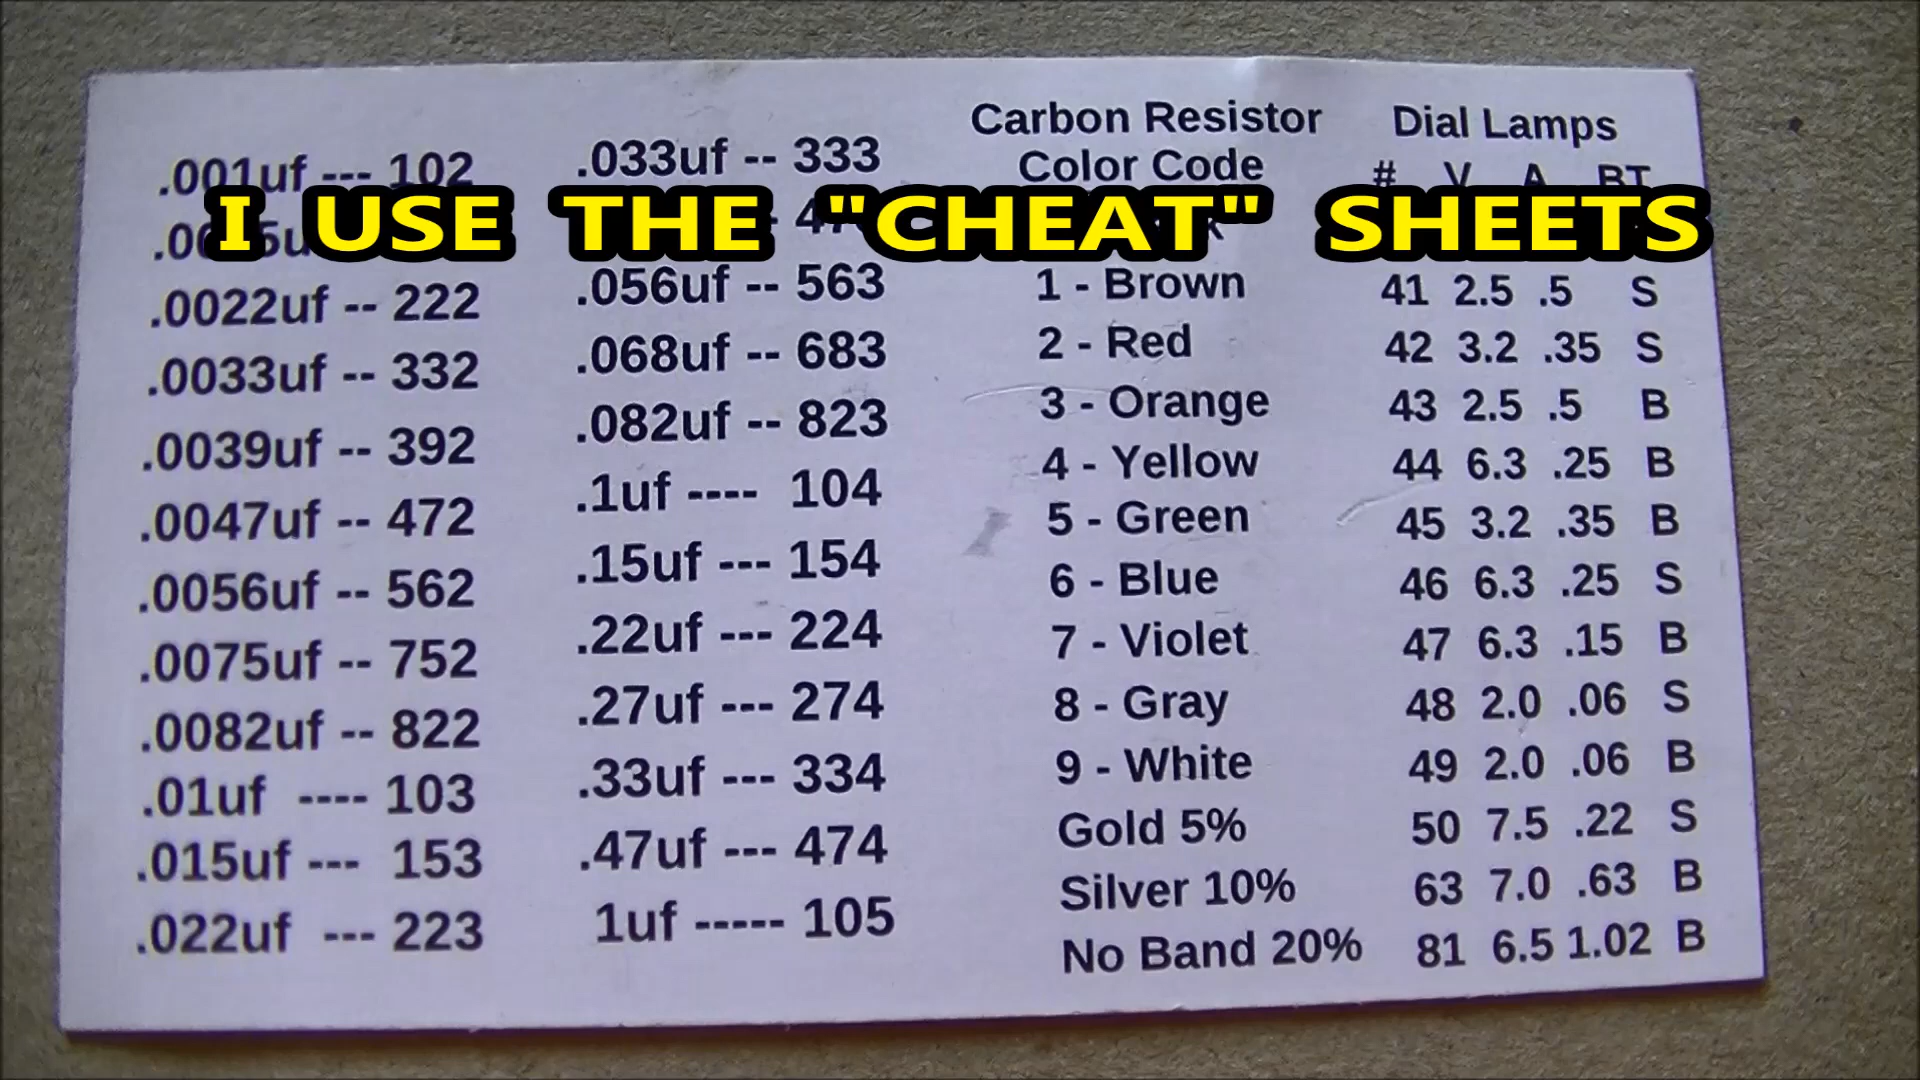 I USE THE "CHEAT" SHEETS
.001uf --- 102
.0022uf -- 222
.0033uf -- 332
.0039uf -- 392
.0047uf -- 472
.0056uf -- 562
.0075uf -- 752
.0082uf -- 822
.01uf ---- 103
.015uf --- 153
.022uf --- 223
.033uf -- 333
.056uf -- 563
.068uf -- 683
.082uf -- 823
.1uf ---- 104
.15uf --- 154
.22uf --- 224
.27uf --- 274
.33uf --- 334
.47uf --- 474
1uf ----- 105
Carbon Resistor
Color Code
1 - Brown
2 - Red
3 - Orange
4 - Yellow
5 - Green
6 - Blue
7 - Violet
8 - Gray
9 - White
Gold 5%
Silver 10%
No Band 20%
Dial Lamps
# V A BT
41 2.5 .5 S
42 3.2 .35 S
43 2.5 .5 B
44 6.3 .25 B
45 3.2 .35 B
46 6.3 .25 S
47 6.3 .15 B
48 2.0 .06 S
49 2.0 .06 B
50 7.5 .22 S
63 7.0 .63 B
81 6.5 1.02 B